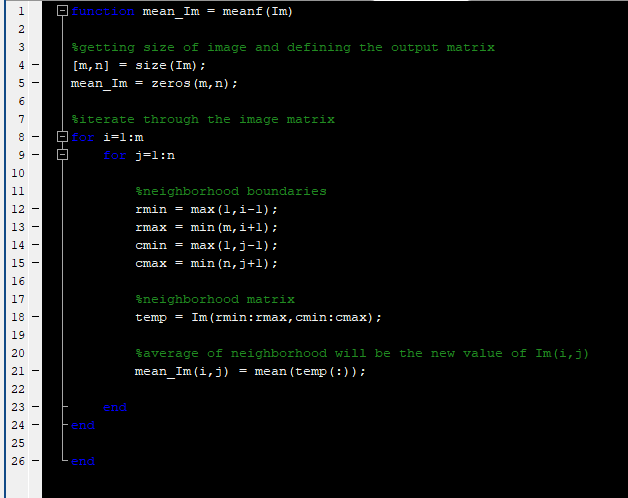 1 function mean_Im = meanf(Im)
2
3 %getting size of image and defining the output matrix
4 [m,n] = size(Im);
5 mean_Im = zeros(m,n);
6
7 %iterate through the image matrix
8 for i=1:m
9 for j=1:n
10
11 %neighborhood boundaries
12 rmin = max(1,i-1);
13 rmax = min(m,i+1);
14 cmin = max(1,j-1);
15 cmax = min(n,j+1);
16
17 %neighborhood matrix
18 temp = Im(rmin:rmax,cmin:cmax);
19
20 %average of neighborhood will be the new value of Im(i,j)
21 mean_Im(i,j) = mean(temp(:));
22
23 end
24 end
25
26 end